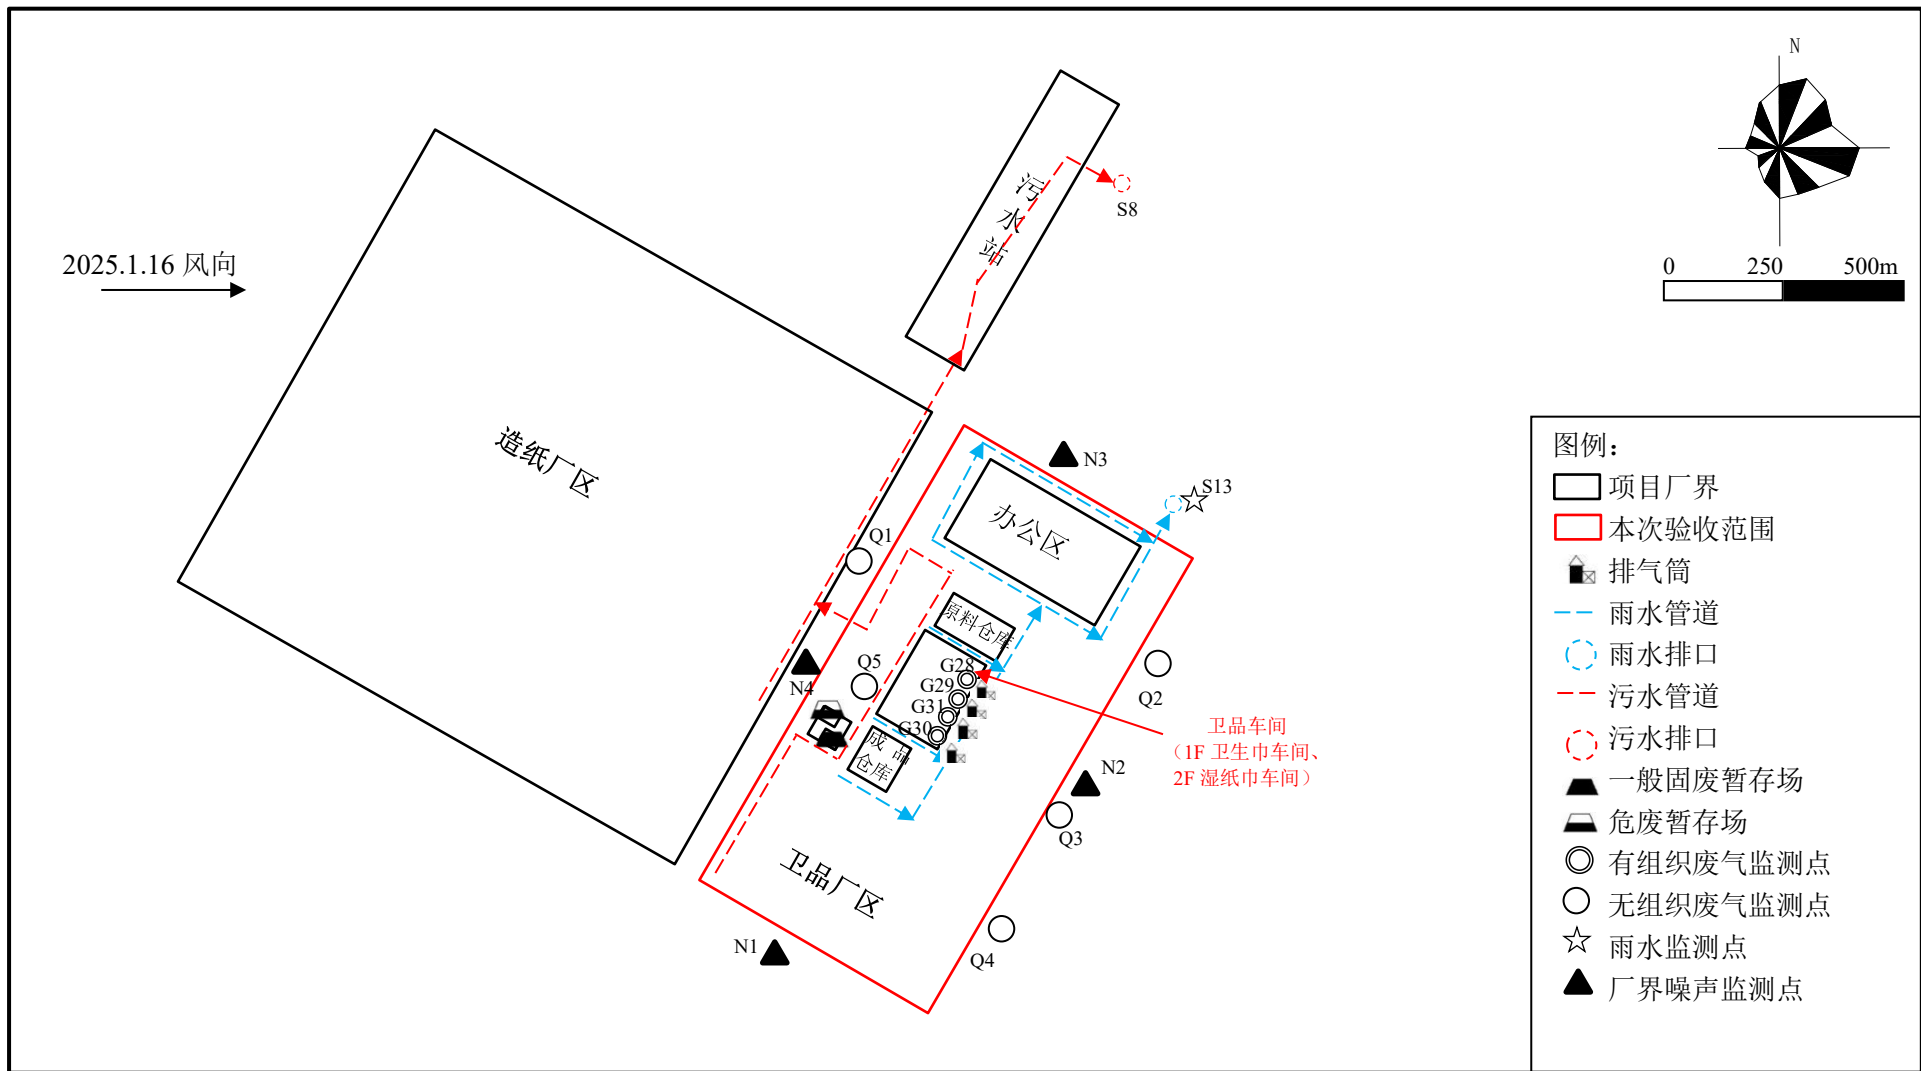 N
0 250 500m
2025.1.16 风向
污水站
S8
造纸厂区
N3
S13
办公区
Q1
原料仓库
Q5
G28
G29
G31
G30
N4
Q2
成品
仓库
卫品车间
（1F 卫生巾车间、
2F 湿纸巾车间）
N2
Q3
卫品厂区
N1
Q4
图例：
项目厂界
本次验收范围
排气筒
雨水管道
雨水排口
污水管道
污水排口
一般固废暂存场
危废暂存场
有组织废气监测点
无组织废气监测点
雨水监测点
厂界噪声监测点